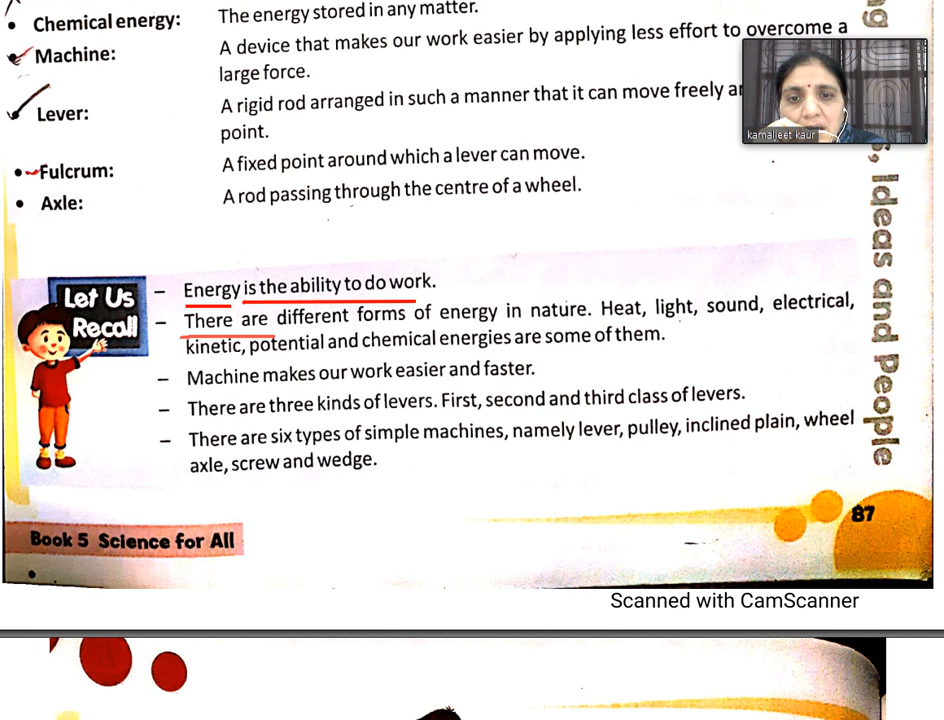 • Chemical energy: The energy stored in any matter.
Machine: A device that makes our work easier by applying less effort to overcome a
large force.
Lever: A rigid rod arranged in such a manner that it can move freely
point.
• Fulcrum: A fixed point around which a lever can move.
• Axle: A rod passing through the centre of a wheel.
kamaljeet kaur
Ideas and People
Let Us
Recall
– Energy is the ability to do work.
– There are different forms of energy in nature. Heat, light, sound, electrical,
kinetic, potential and chemical energies are some of them.
– Machine makes our work easier and faster.
– There are three kinds of levers. First, second and third class of levers.
– There are six types of simple machines, namely lever, pulley, inclined plain, wheel
axle, screw and wedge.
87
Book 5 Science for All
Scanned with CamScanner